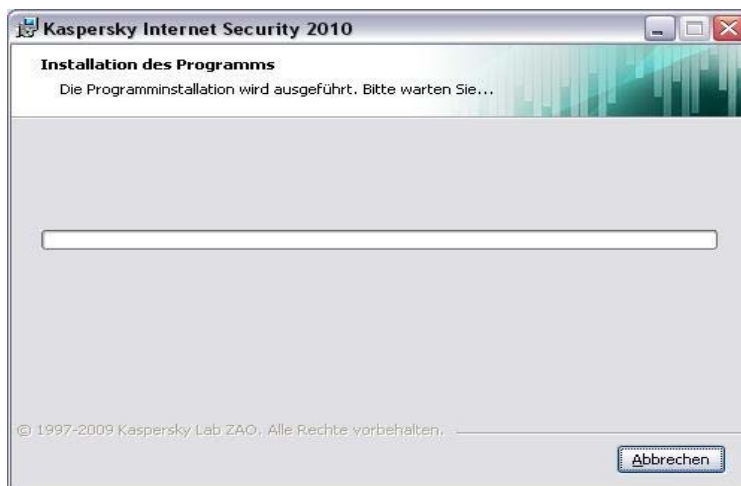 Kaspersky Internet Security 2010
Installation des Programms
Die Programminstallation wird ausgeführt. Bitte warten Sie...
© 1997-2009 Kaspersky Lab ZAO. Alle Rechte vorbehalten.
Abbrechen